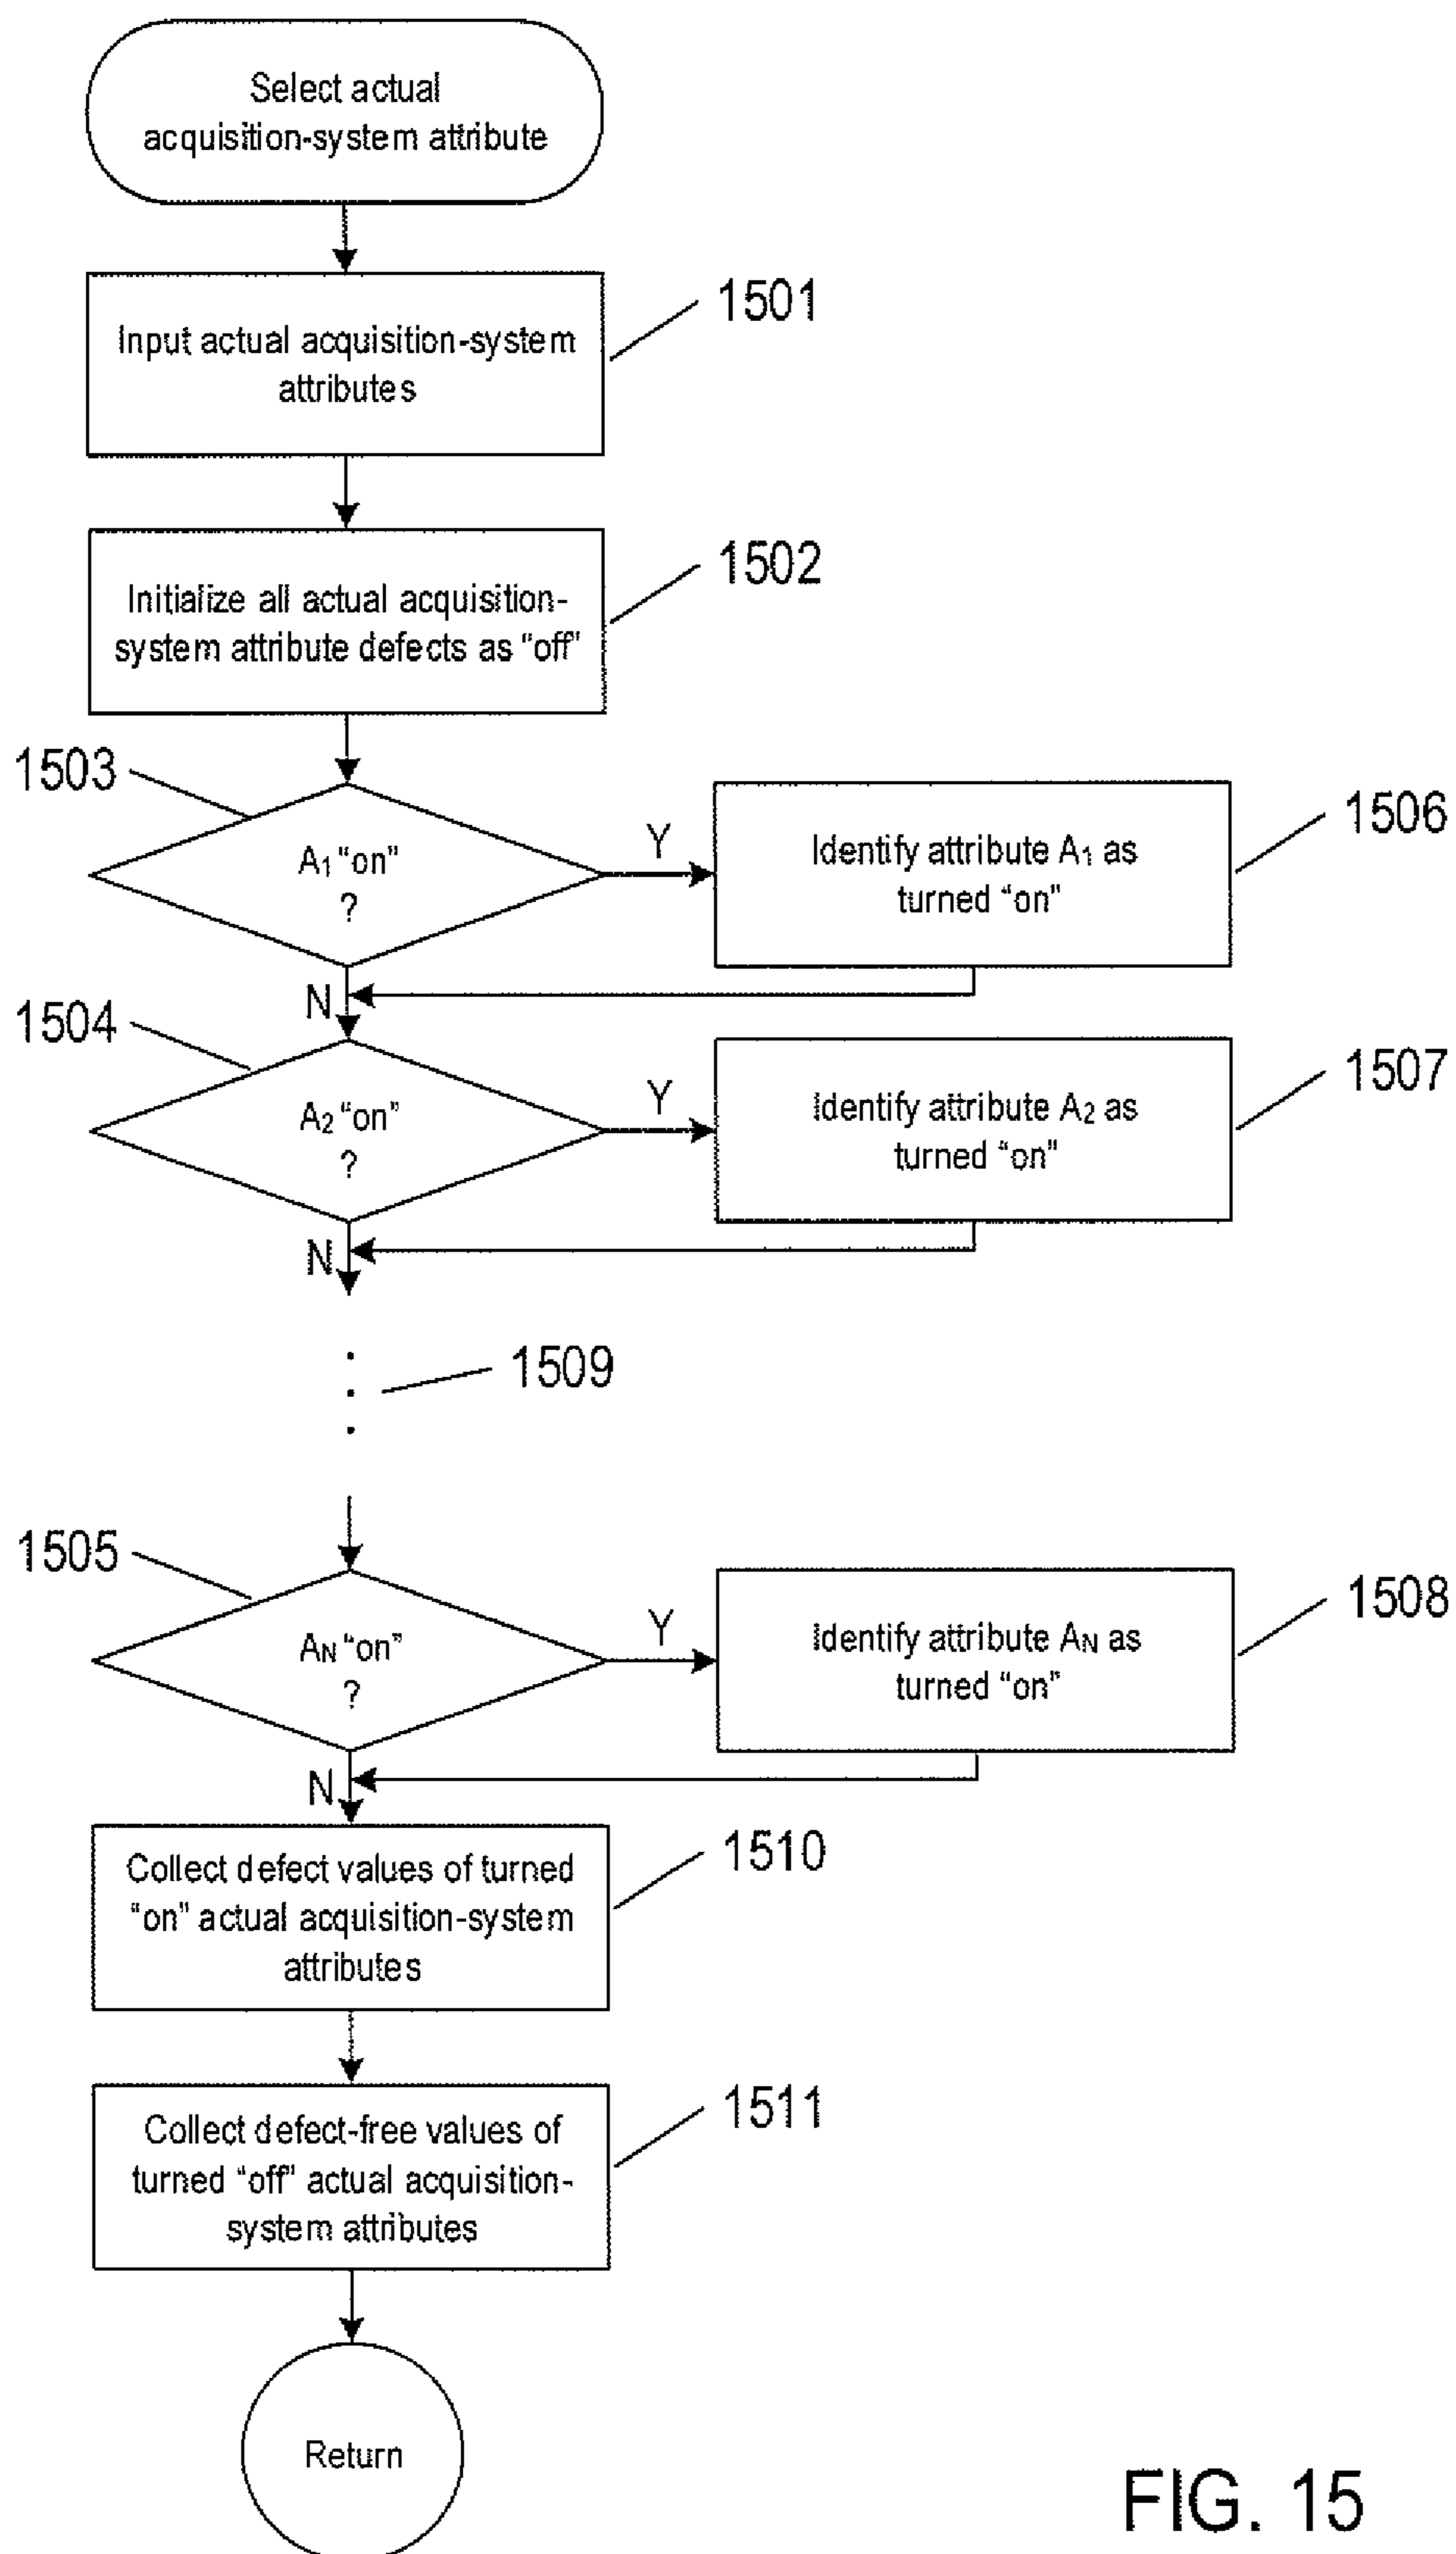 Select actual
acquisition-system attribute
1501
Input actual acquisition-system
attributes
1502
Initialize all actual acquisition-
system attribute defects as “off”
1503
A1 “on”
?
Y
Identify attribute A1 as
turned “on”
1506
N
1504
A2 “on”
?
Y
Identify attribute A2 as
turned “on”
1507
N
1509
1505
AN “on”
?
Y
Identify attribute AN as
turned “on”
1508
N
1510
Collect defect values of turned
“on” actual acquisition-system
attributes
1511
Collect defect-free values of
turned “off” actual acquisition-
system attributes
Return
FIG. 15